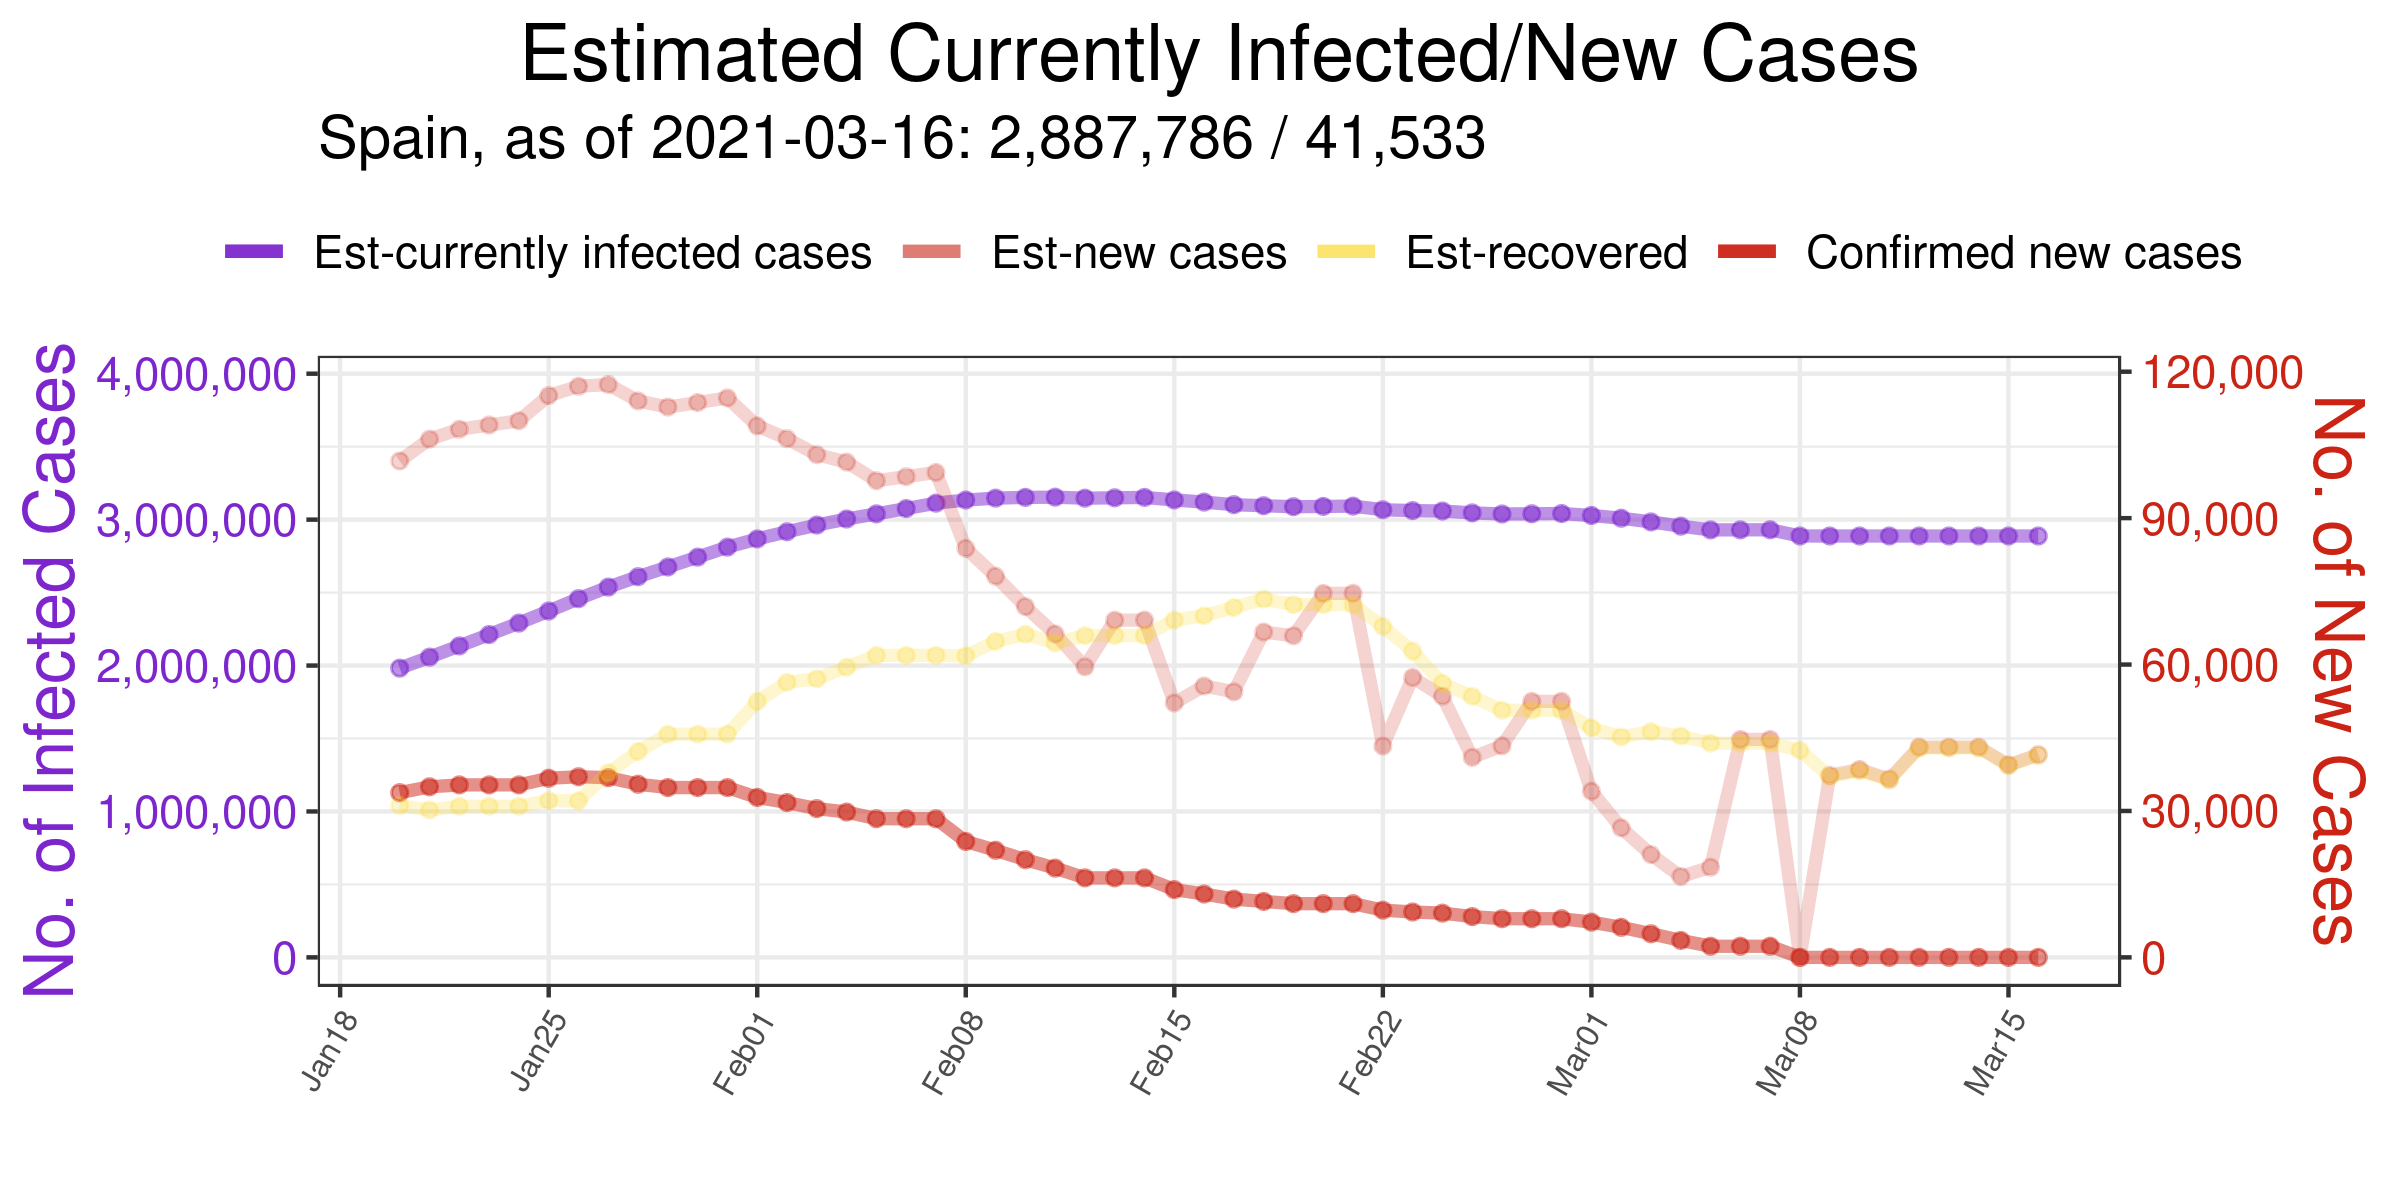 Estimated Currently Infected/New Cases
Spain, as of 2021-03-16: 2,887,786 / 41,533
Est-currently infected cases Est-new cases Est-recovered Confirmed new cases
No. of Infected Cases
4,000,000
3,000,000
2,000,000
1,000,000
0
120,000
90,000
60,000
30,000
0
No. of New Cases
Jan18 Jan25 Feb01 Feb08 Feb15 Feb22 Mar01 Mar08 Mar15